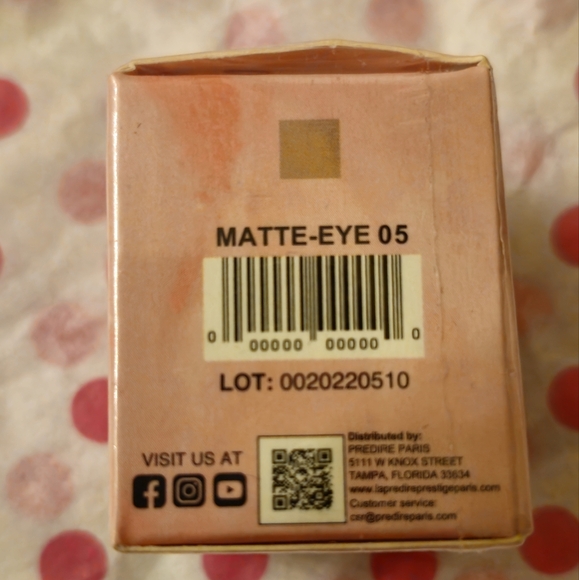 MATTE-EYE 05
0 00000 00000 0
LOT: 0020220510
VISIT US AT
Distributed by:
PREDIRE PARIS
5111 W KNOX STREET
TAMPA, FLORIDA 33634
www.lapredireprestigeparis.com
Customer service:
cxr@predireparis.com